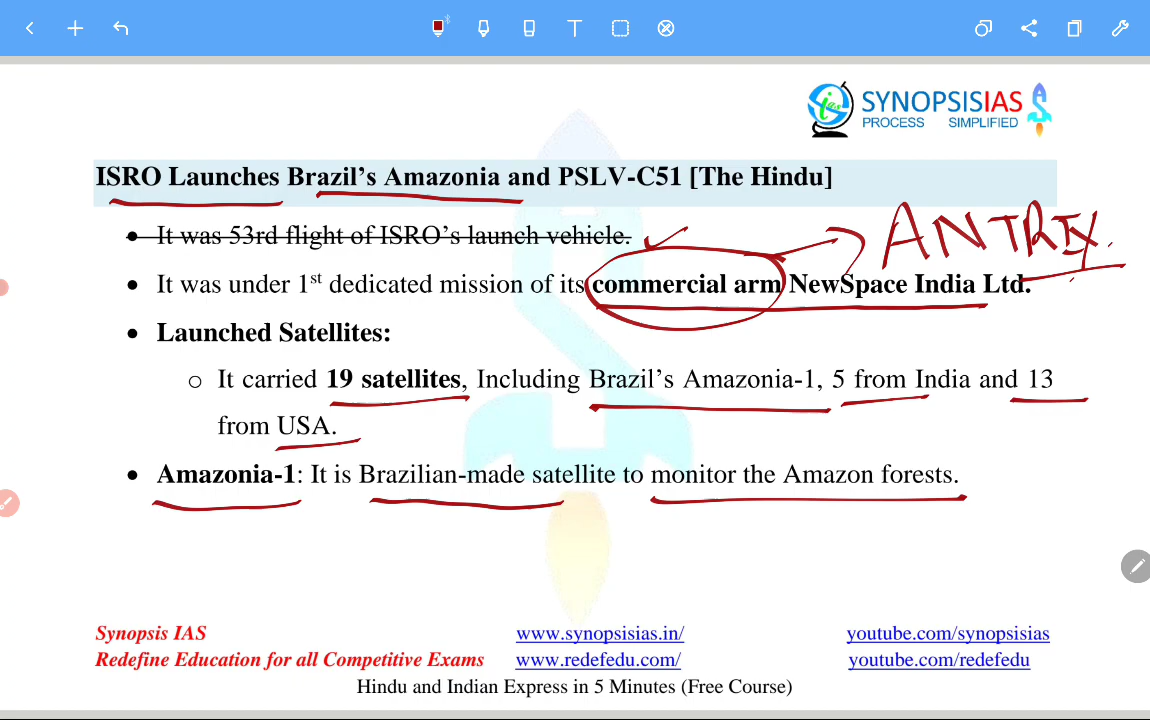 SYNOPSISIAS
PROCESS SIMPLIFIED
ISRO Launches Brazil's Amazonia and PSLV-C51 [The Hindu]
ANTRIX.
• It was 53rd flight of ISRO's launch vehicle.
• It was under 1st dedicated mission of its commercial arm NewSpace India Ltd.
• Launched Satellites:
o It carried 19 satellites, Including Brazil's Amazonia-1, 5 from India and 13
from USA.
• Amazonia-1: It is Brazilian-made satellite to monitor the Amazon forests.
Synopsis IAS www.synopsisias.in/ youtube.com/synopsisias
Redefine Education for all Competitive Exams www.redefedu.com/ youtube.com/redefedu
Hindu and Indian Express in 5 Minutes (Free Course)